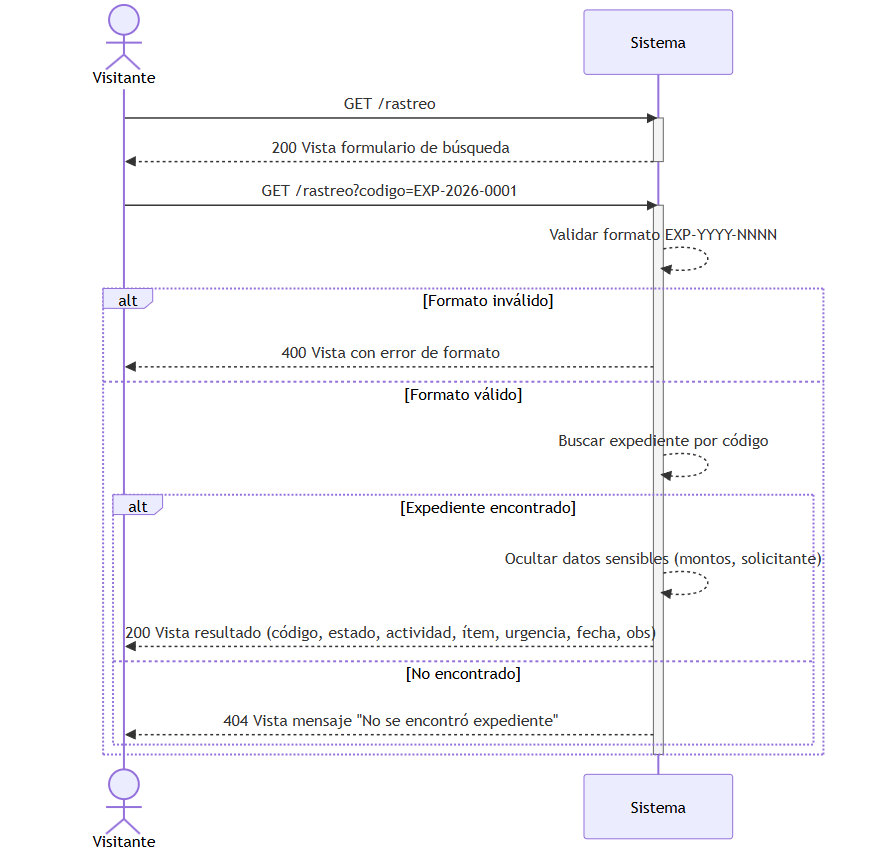 Visitante
Sistema
GET /rastreo
200 Vista formulario de búsqueda
GET /rastreo?codigo=EXP-2026-0001
Validar formato EXP-YYYY-NNNN
alt
[Formato inválido]
400 Vista con error de formato
[Formato válido]
Buscar expediente por código
alt
[Expediente encontrado]
Ocultar datos sensibles (montos, solicitante)
200 Vista resultado (código, estado, actividad, ítem, urgencia, fecha, obs)
[No encontrado]
404 Vista mensaje "No se encontró expediente"
Visitante
Sistema